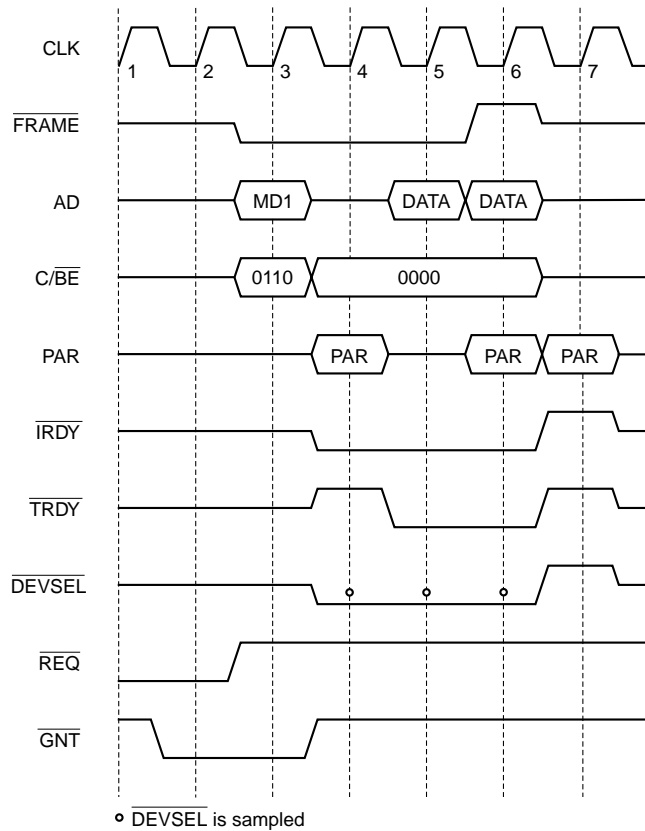 CLK
1 2 3 4 5 6 7
FRAME
AD MD1 DATA DATA
C/BE 0110 0000
PAR PAR PAR PAR
IRDY
TRDY
DEVSEL
REQ
GNT
DEVSEL is sampled